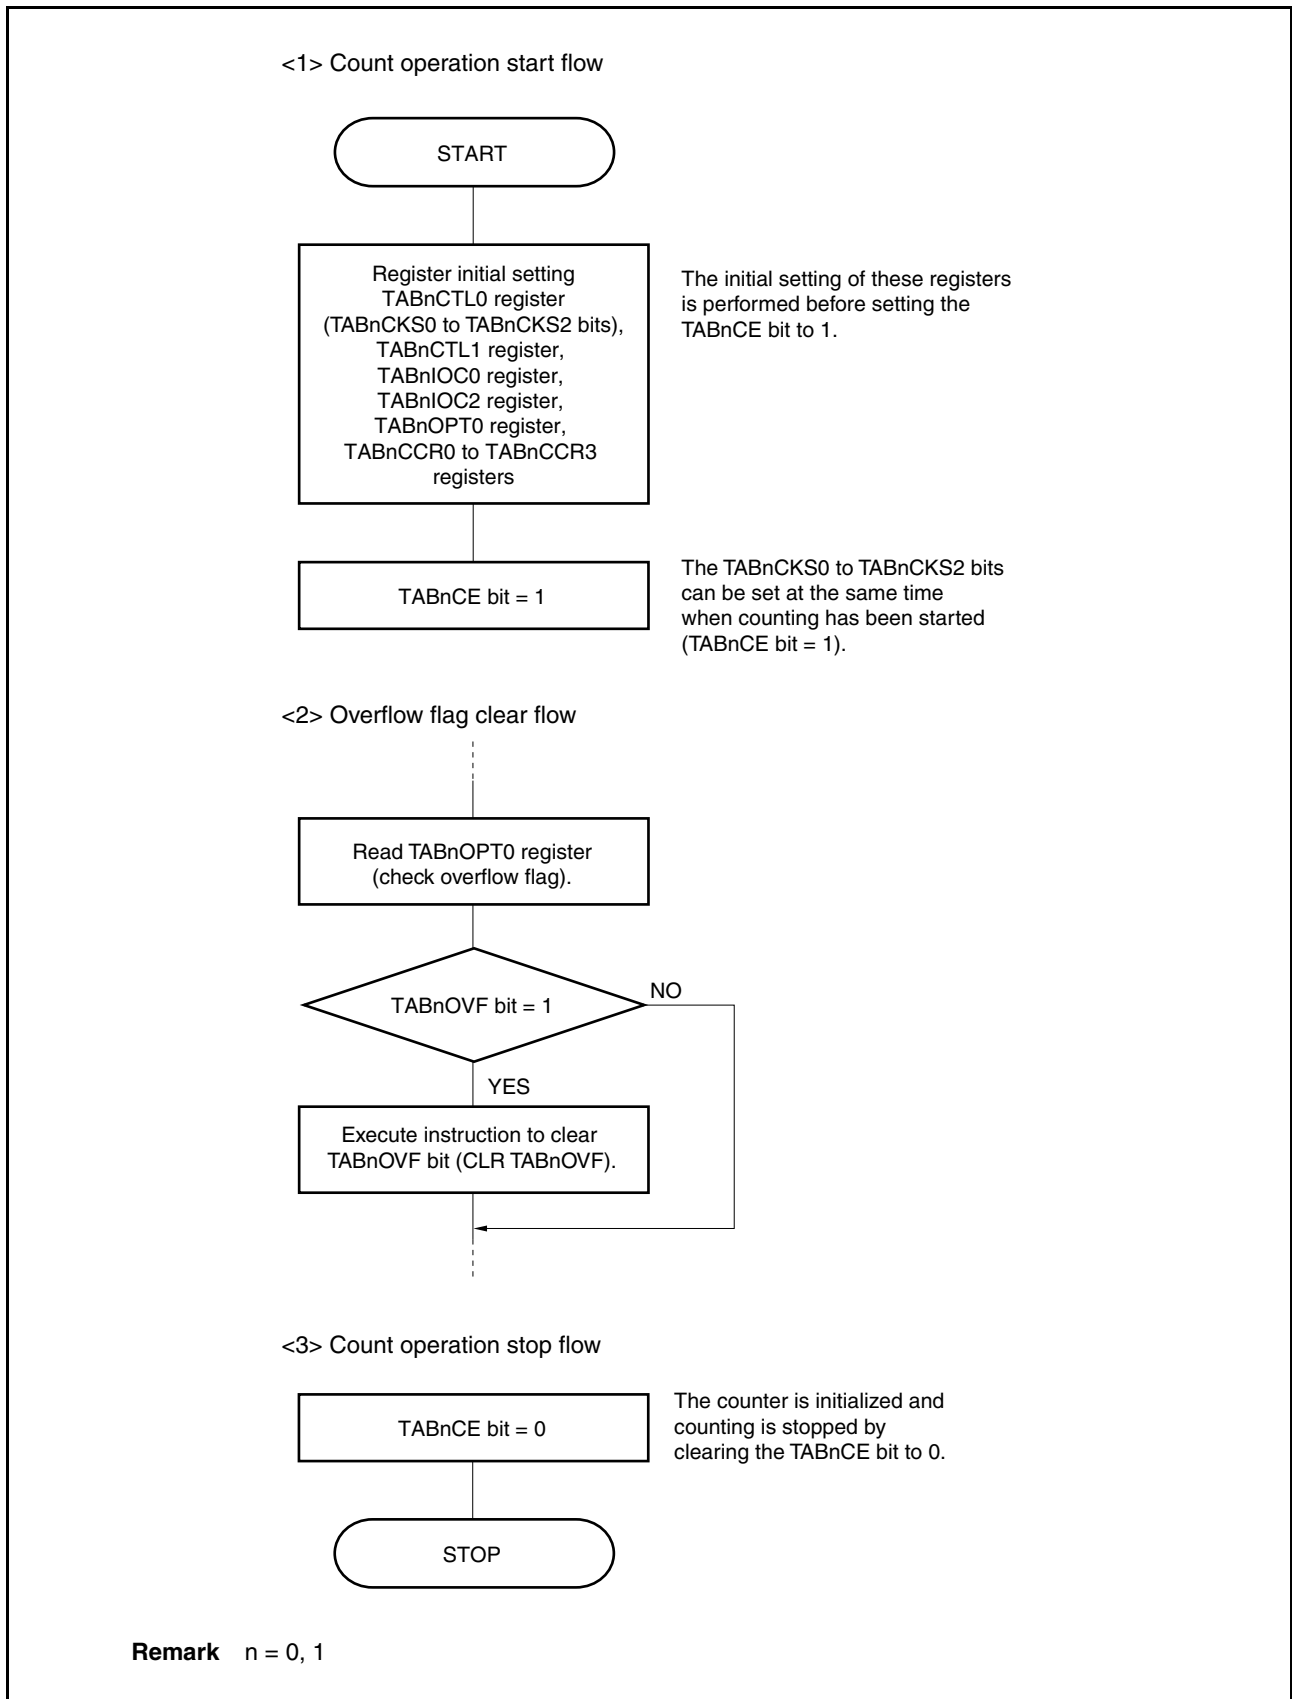 <1> Count operation start flow
START
Register initial setting
TABnCTL0 register
(TABnCKS0 to TABnCKS2 bits),
TABnCTL1 register,
TABnIOC0 register,
TABnIOC2 register,
TABnOPT0 register,
TABnCCR0 to TABnCCR3
registers
The initial setting of these registers
is performed before setting the
TABnCE bit to 1.
TABnCE bit = 1
The TABnCKS0 to TABnCKS2 bits
can be set at the same time
when counting has been started
(TABnCE bit = 1).
<2> Overflow flag clear flow
Read TABnOPT0 register
(check overflow flag).
TABnOVF bit = 1
NO
YES
Execute instruction to clear
TABnOVF bit (CLR TABnOVF).
<3> Count operation stop flow
TABnCE bit = 0
The counter is initialized and
counting is stopped by
clearing the TABnCE bit to 0.
STOP
Remark n = 0, 1